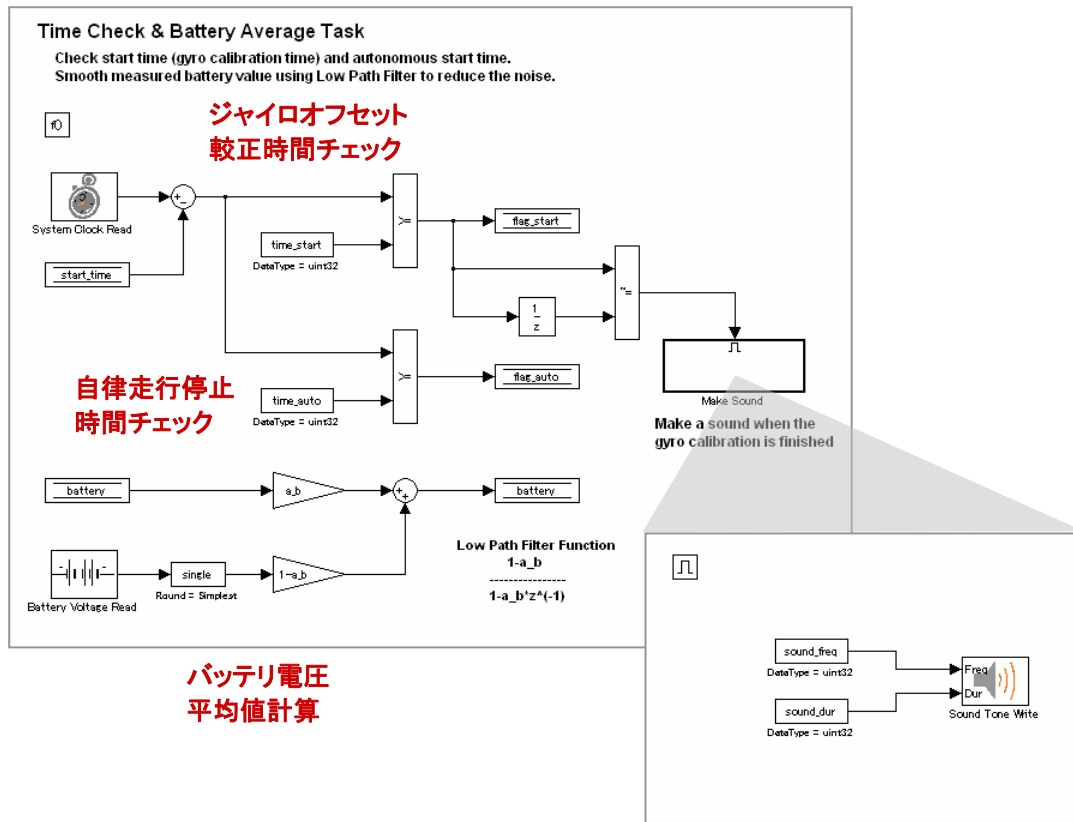 Time Check & Battery Average Task
Check start time (gyro calibration time) and autonomous start time.
Smooth measured battery value using Low Path Filter to reduce the noise.
f()
ジャイロオフセット
較正時間チェック
System Clock Read
+
-
start_time
time_start
DataType = uint32
>=
flag_start
1
z
~=
自律走行停止
時間チェック
time_auto
DataType = uint32
>=
flag_auto
Make Sound
Make a sound when the
gyro calibration is finished
battery
a_b
+
+
battery
Battery Voltage Read
single
Round = Simplest
1-a_b
Low Path Filter Function
1-a_b
----------------
1-a_b*z^(-1)
バッテリ電圧
平均値計算
sound_freq
DataType = uint32
sound_dur
DataType = uint32
Freq
Dur
Sound Tone Write